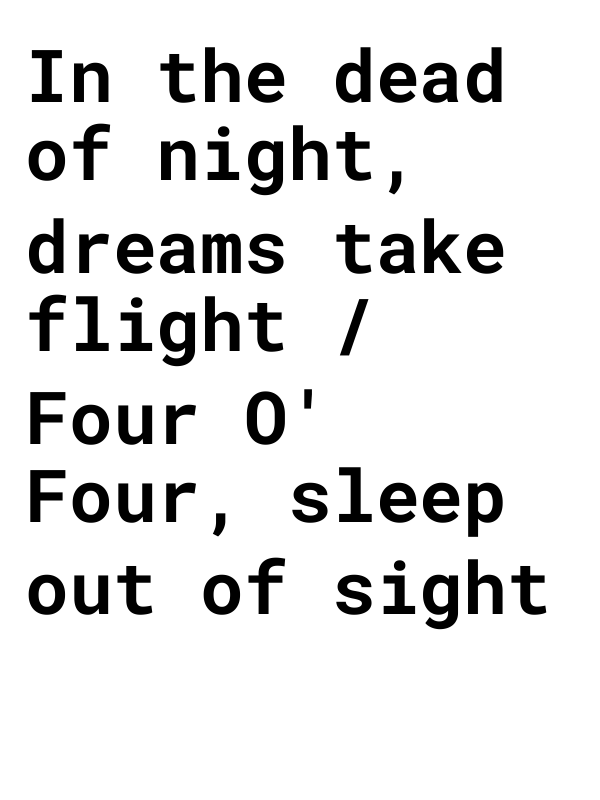 In the dead
of night,
dreams take
flight /
Four O'
Four, sleep
out of sight